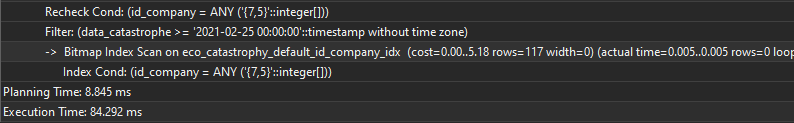 Recheck Cond: (id_company = ANY ('{7,5}'::integer[]))
Filter: (data_catastrophe >= '2021-02-25 00:00:00'::timestamp without time zone)
-> Bitmap Index Scan on eco_catastrophy_default_id_company_idx (cost=0.00..5.18 rows=117 width=0) (actual time=0.005..0.005 rows=0 loop
Index Cond: (id_company = ANY ('{7,5}'::integer[]))
Planning Time: 8.845 ms
Execution Time: 84.292 ms